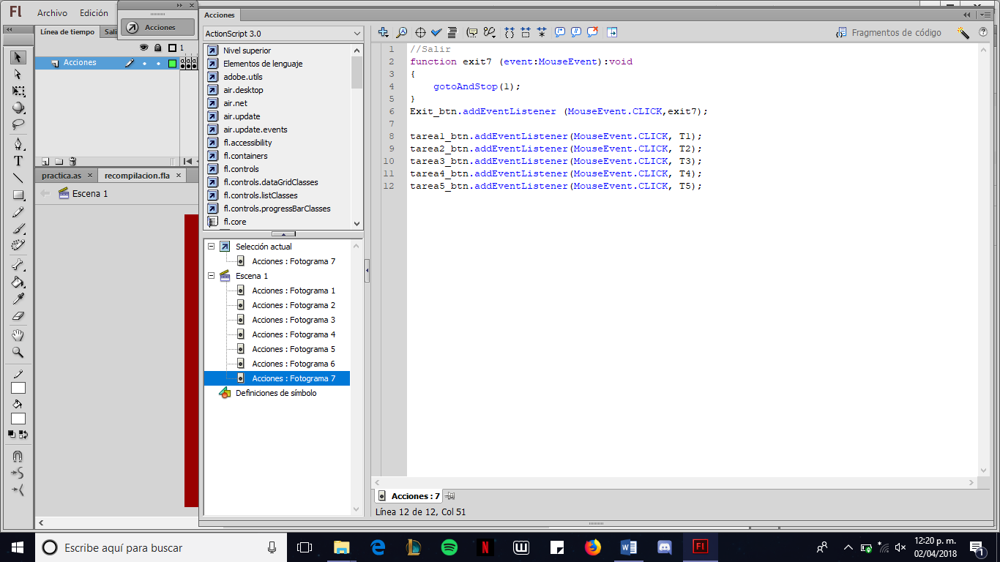 Fl Archivo Edición
Acciones
Línea de tiempo Sali
1
Acciones
practica.as × recompilacion.fla ×
Escena 1
Acciones
ActionScript 3.0
Fragmentos de código
Nivel superior
Elementos de lenguaje
adobe.utils
air.desktop
air.net
air.update
air.update.events
fl.accessibility
fl.containers
fl.controls
fl.controls.dataGridClasses
fl.controls.listClasses
fl.controls.progressBarClasses
fl.core
Selección actual
Acciones : Fotograma 7
Escena 1
Acciones : Fotograma 1
Acciones : Fotograma 2
Acciones : Fotograma 3
Acciones : Fotograma 4
Acciones : Fotograma 5
Acciones : Fotograma 6
Acciones : Fotograma 7
Definiciones de símbolo
1 //Salir
2 function exit7 (event:MouseEvent):void
3 {
4 gotoAndStop(1);
5 }
6 Exit_btn.addEventListener (MouseEvent.CLICK,exit7);
7
8 tarea1_btn.addEventListener(MouseEvent.CLICK, T1);
9 tarea2_btn.addEventListener(MouseEvent.CLICK, T2);
10 tarea3_btn.addEventListener(MouseEvent.CLICK, T3);
11 tarea4_btn.addEventListener(MouseEvent.CLICK, T4);
12 tarea5_btn.addEventListener(MouseEvent.CLICK, T5);
Acciones : 7
Línea 12 de 12, Col 51
Escribe aquí para buscar
12:20 p. m.
02/04/2018
1